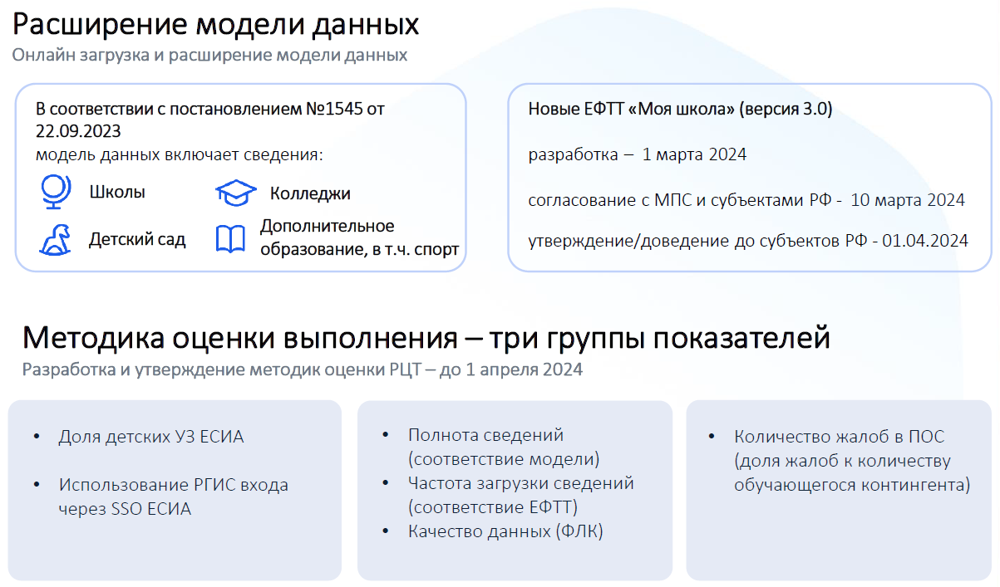 Расширение модели данных
Онлайн загрузка и расширение модели данных
В соответствии с постановлением №1545 от
22.09.2023
модель данных включает сведения:
Школы
Колледжи
Детский сад
Дополнительное
образование, в т.ч. спорт
Новые ЕФТТ «Моя школа» (версия 3.0)
разработка – 1 марта 2024
согласование с МПС и субъектами РФ - 10 марта 2024
утверждение/доведение до субъектов РФ - 01.04.2024
Методика оценки выполнения – три группы показателей
Разработка и утверждение методик оценки РЦТ – до 1 апреля 2024
• Доля детских УЗ ЕСИА
• Использование РГИС входа
через SSO ЕСИА
• Полнота сведений
(соответствие модели)
• Частота загрузки сведений
(соответствие ЕФТТ)
• Качество данных (ФЛК)
• Количество жалоб в ПОС
(доля жалоб к количеству
обучающегося контингента)